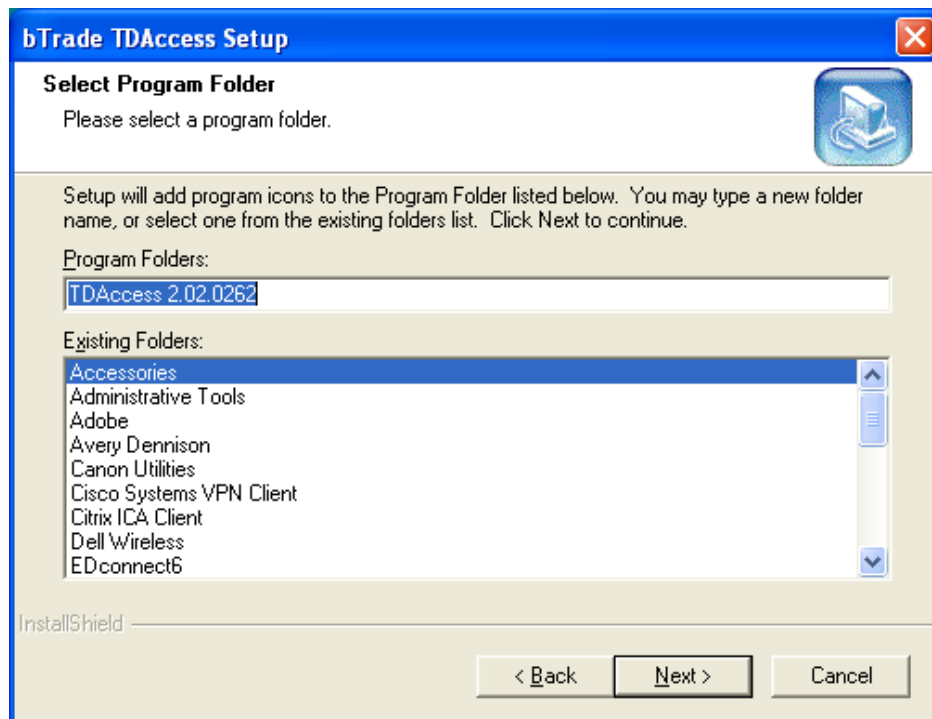 bTrade TDAccess Setup
Select Program Folder
Please select a program folder.
Setup will add program icons to the Program Folder listed below. You may type a new folder
name, or select one from the existing folders list. Click Next to continue.
Program Folders:
TDAccess 2.02.0262
Existing Folders:
Accessories
Administrative Tools
Adobe
Avery Dennison
Canon Utilities
Cisco Systems VPN Client
Citrix ICA Client
Dell Wireless
EDconnect6
InstallShield
< Back Next > Cancel